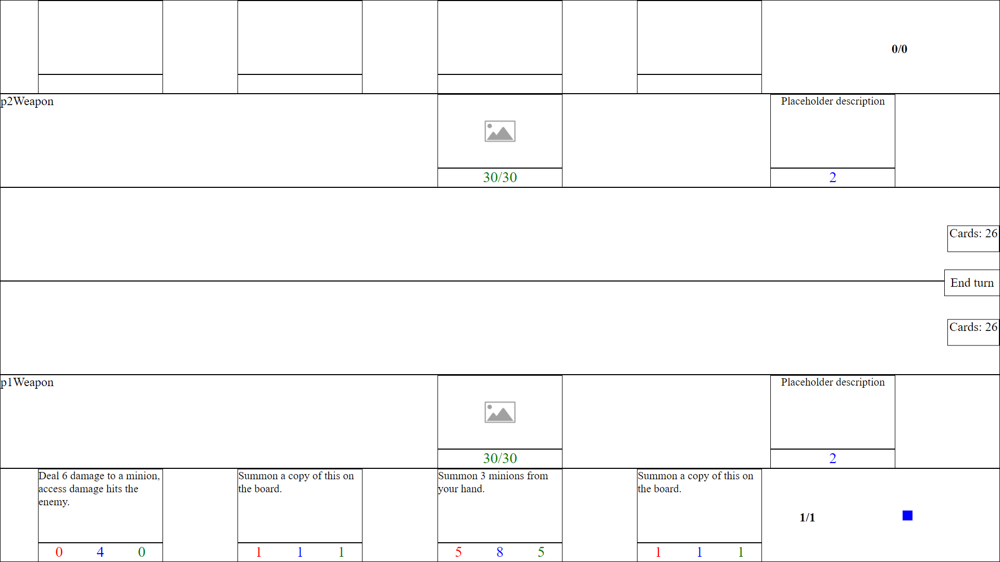 0/0
p2Weapon
Placeholder description
30/30
2
Cards: 26
End turn
Cards: 26
p1Weapon
Placeholder description
30/30
2
Deal 6 damage to a minion,
access damage hits the
enemy.
0 4 0
Summon a copy of this on
the board.
1 1 1
Summon 3 minions from
your hand.
5 8 5
Summon a copy of this on
the board.
1 1 1
1/1